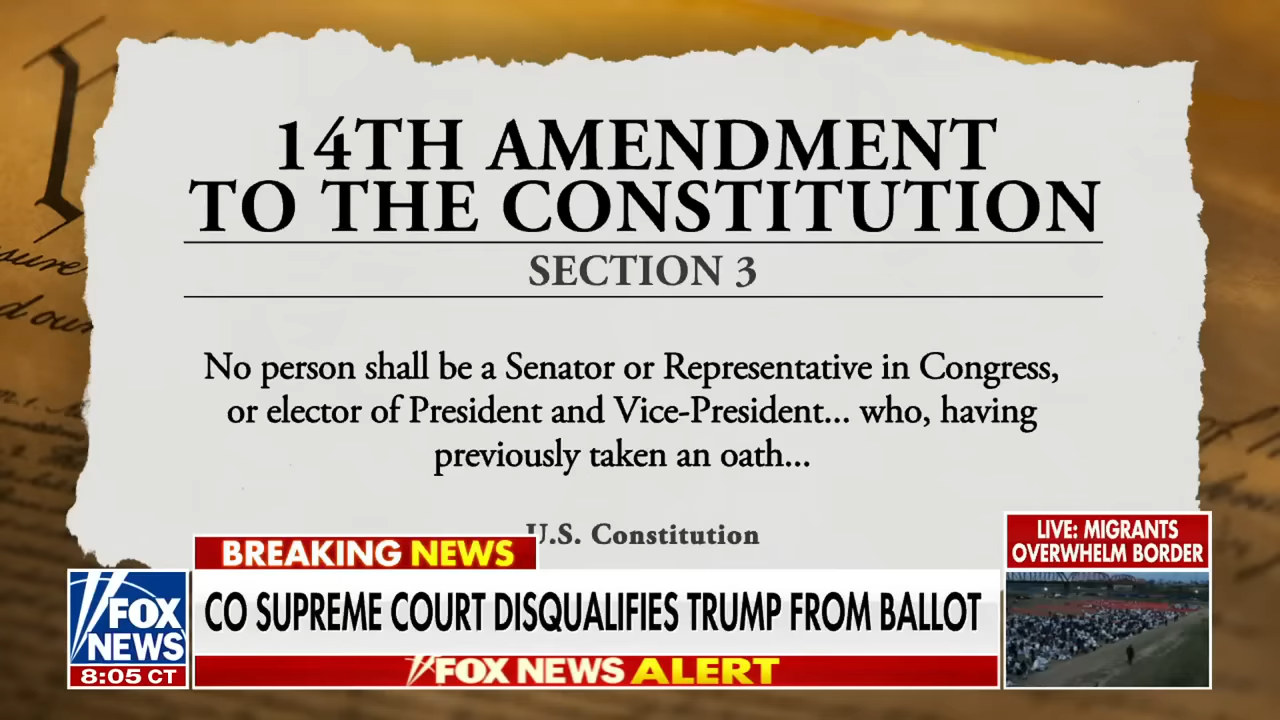 14TH AMENDMENT
TO THE CONSTITUTION
SECTION 3
No person shall be a Senator or Representative in Congress,
or elector of President and Vice-President... who, having
previously taken an oath...
U.S. Constitution
BREAKING NEWS
CO SUPREME COURT DISQUALIFIES TRUMP FROM BALLOT
FOX NEWS ALERT
FOX
NEWS
8:05 CT
LIVE: MIGRANTS
OVERWHELM BORDER
sure
d our